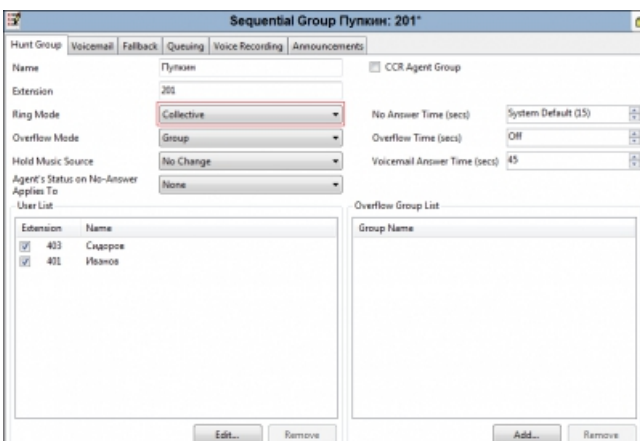 Sequential Group Пупкин: 201*
Hunt Group Voicemail Fallback Queuing Voice Recording Announcements
Name Пупкин CCR Agent Group
Extension 201
Ring Mode Collective No Answer Time (secs) System Default (15)
Overflow Mode Group Overflow Time (secs) Off
Hold Music Source No Change Voicemail Answer Time (secs) 45
Agent's Status on No-Answer
Applies To None
User List Overflow Group List
Extension Name Group Name
403 Сидоров
401 Иванов
Edit... Remove Add... Remove